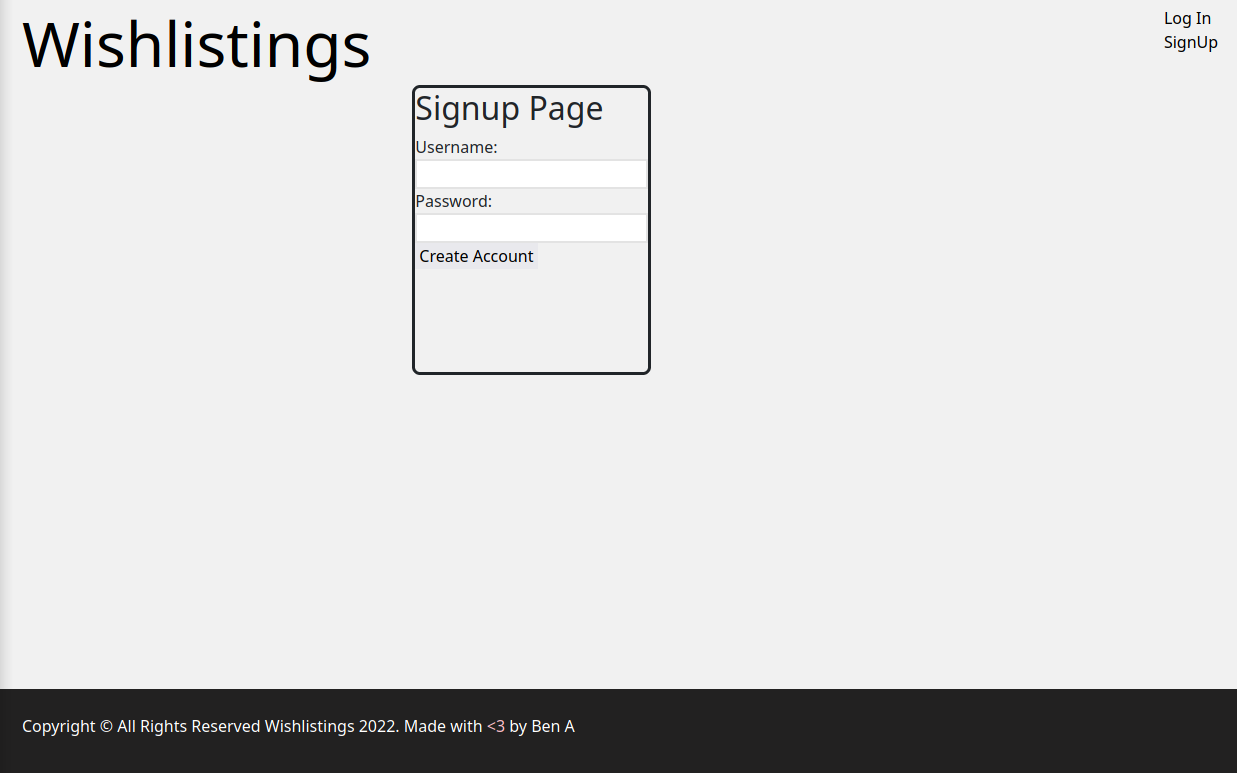 Wishlistings
Log In
SignUp
Signup Page
Username:
Password:
Create Account
Copyright © All Rights Reserved Wishlistings 2022. Made with <3 by Ben A